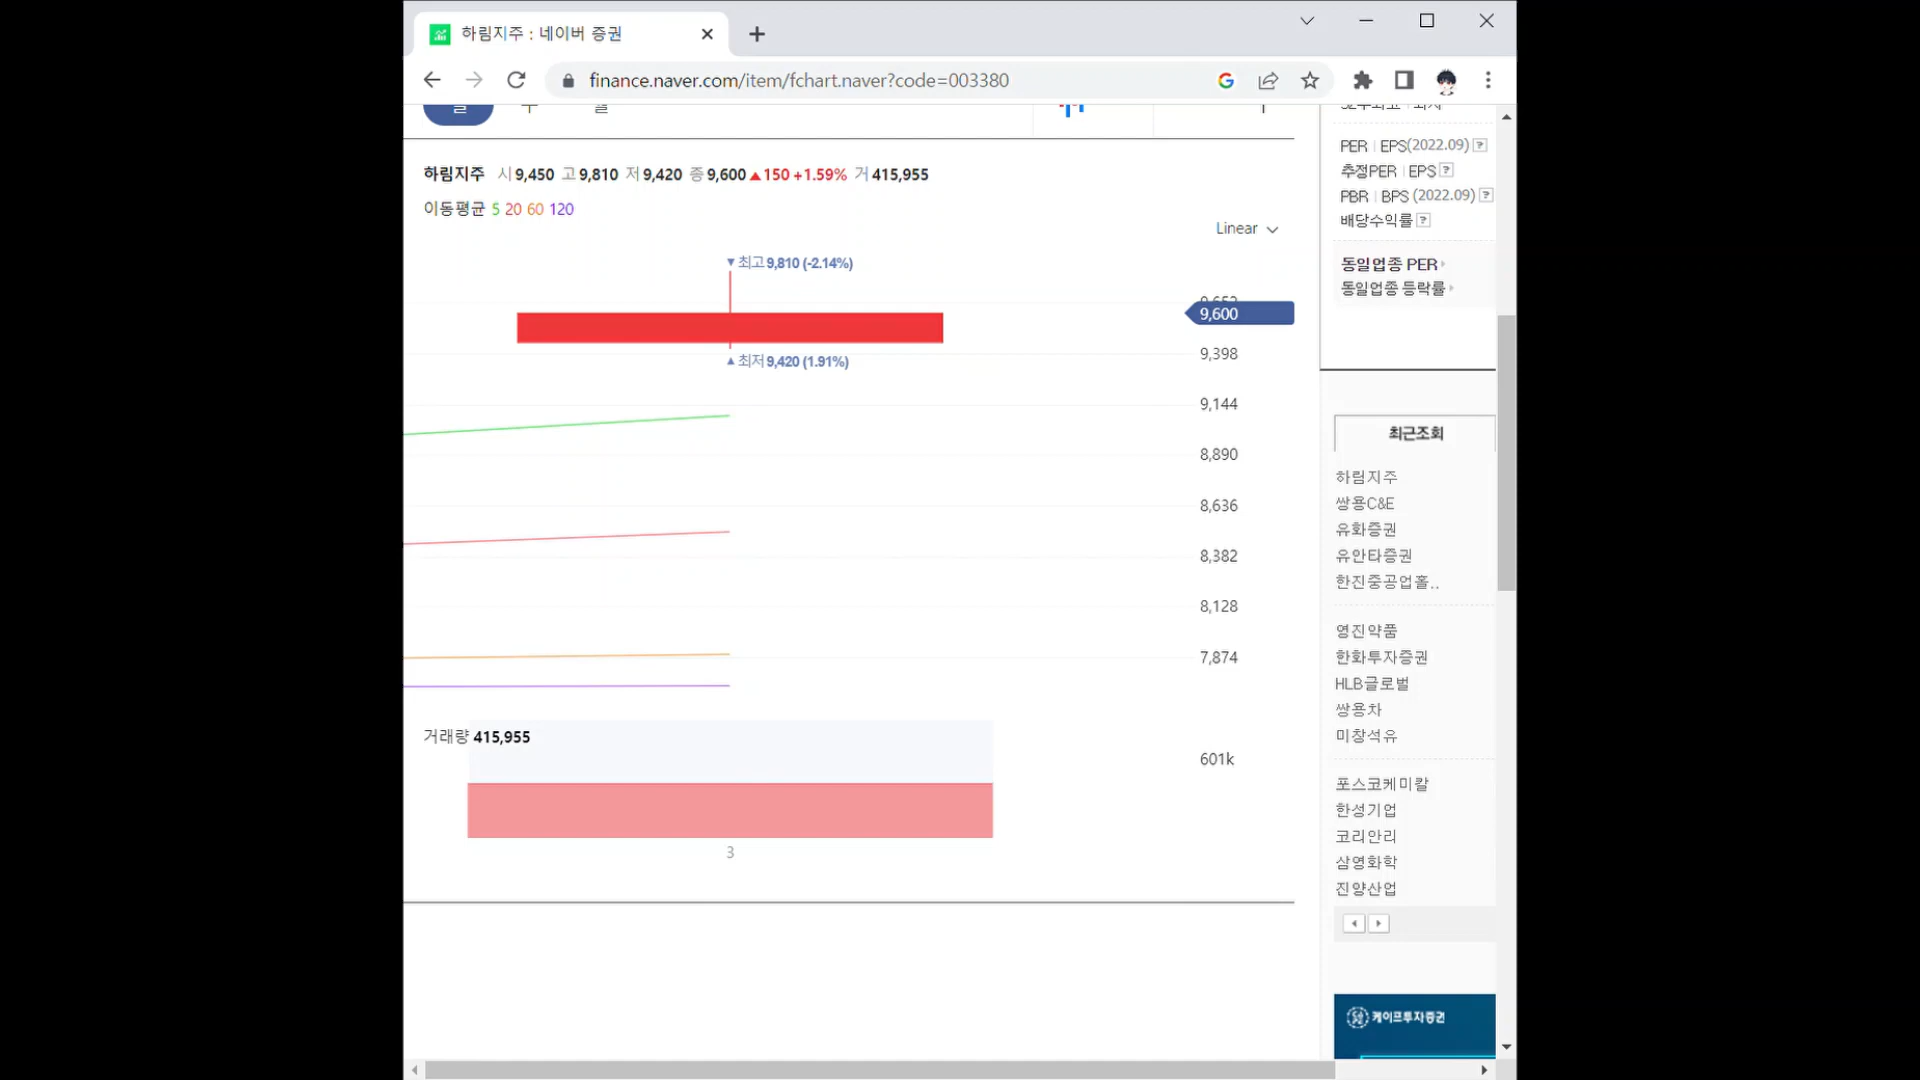 하림지주 : 네이버 증권
finance.naver.com/item/fchart.naver?code=003380
하림지주 시 9,450 고 9,810 저 9,420 종 9,600 ▲150 +1.59% 거 415,955
이동평균 5 20 60 120
Linear
▼최고 9,810 (-2.14%)
▲최저 9,420 (1.91%)
9,600
9,398
9,144
8,890
8,636
8,382
8,128
7,874
거래량 415,955
601k
3
PER | EPS(2022.09) ?
추정PER | EPS ?
PBR | BPS (2022.09) ?
배당수익률 ?
동일업종 PER
동일업종 등락률
최근조회
하림지주
쌍용C&E
유화증권
유안타증권
한진중공업홀..
영진약품
한화투자증권
HLB글로벌
쌍용차
미창석유
포스코케미칼
한성기업
코리안리
삼영화학
진양산업
케이프투자증권